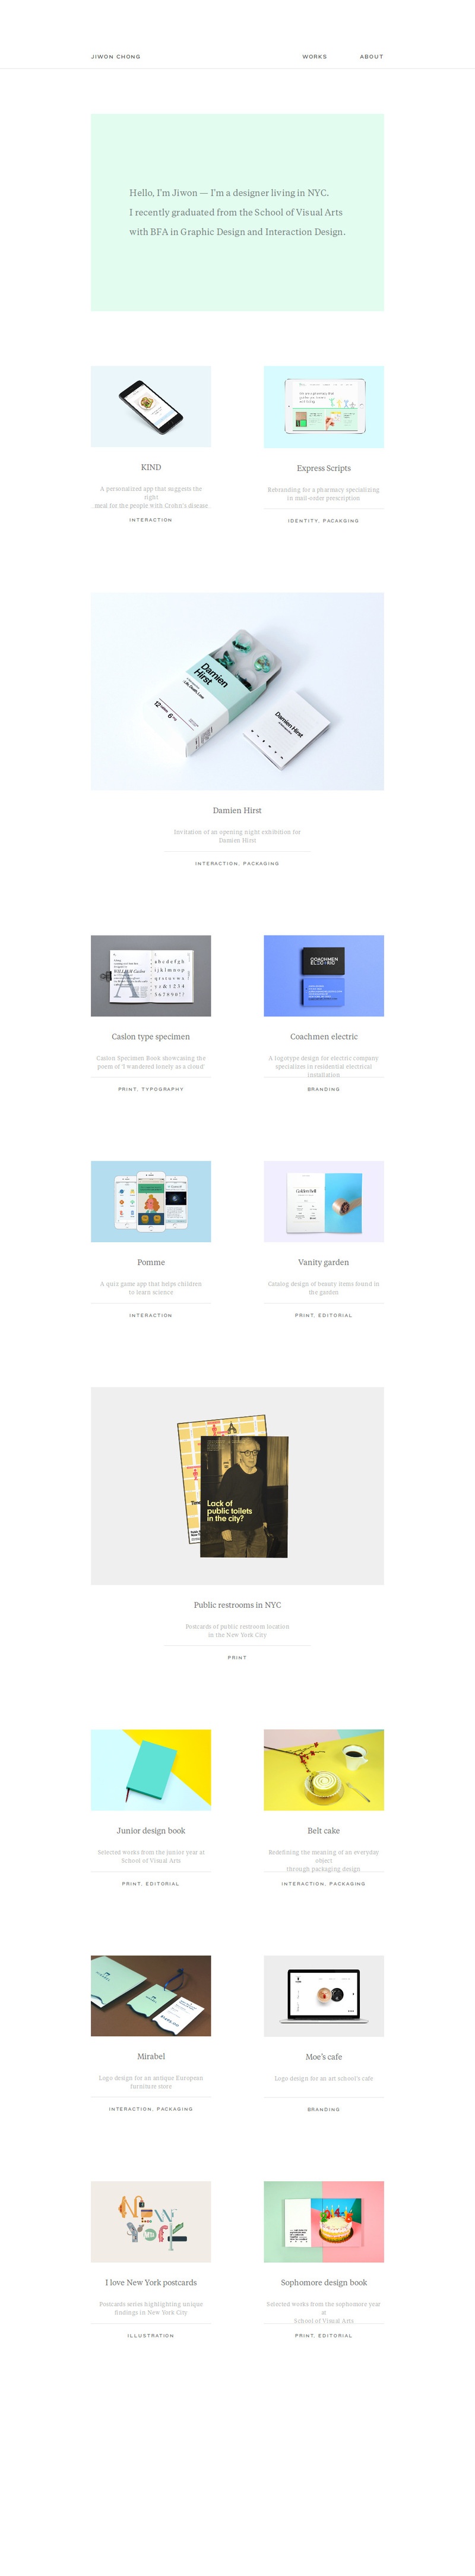 JIWON CHONG
WORKS
ABOUT
Hello, I'm Jiwon — I'm a designer living in NYC.
I recently graduated from the School of Visual Arts
with BFA in Graphic Design and Interaction Design.
KIND
A personalized app that suggests the
right
meal for the people with Crohn's disease
INTERACTION
Express Scripts
Rebranding for a pharmacy specializing
in mail-order prescription
IDENTITY, PACAKGING
Damien
Hirst
Damien Hirst
Damien Hirst
Invitation of an opening night exhibition for
Damien Hirst
INTERACTION, PACKAGING
WILLIAM Caslon
A
a b c d e f g h
i j k l m n o p
q r s t u v w s
COACHMEN
Caslon type specimen
Caslon Specimen Book showcasing the
poem of 'I wandered lonely as a cloud'
PRINT, TYPOGRAPHY
Coachmen electric
A logotype design for electric company
specializes in residential electrical
installation
BRANDING
Pomme
A quiz game app that helps children
to learn science
INTERACTION
Vanity garden
Catalog design of beauty items found in
the garden
PRINT, EDITORIAL
Lack of
public toilets
in the city?
Public restrooms in NYC
Postcards of public restroom location
in the New York City
PRINT
Junior design book
Selected works from the junior year at
School of Visual Arts
PRINT, EDITORIAL
Belt cake
Redefining the meaning of an everyday
object
through packaging design
INTERACTION, PACKAGING
Mirabel
Logo design for an unique European
furniture store
INTERACTION, PACKAGING
Moe's cafe
Logo design for an art school's cafe
BRANDING
NEW
YORK
I love New York postcards
Postcards series highlighting unique
findings in New York City
ILLUSTRATION
Sophomore design book
Selected works from the sophomore year
at
School of Visual Arts
PRINT, EDITORIAL